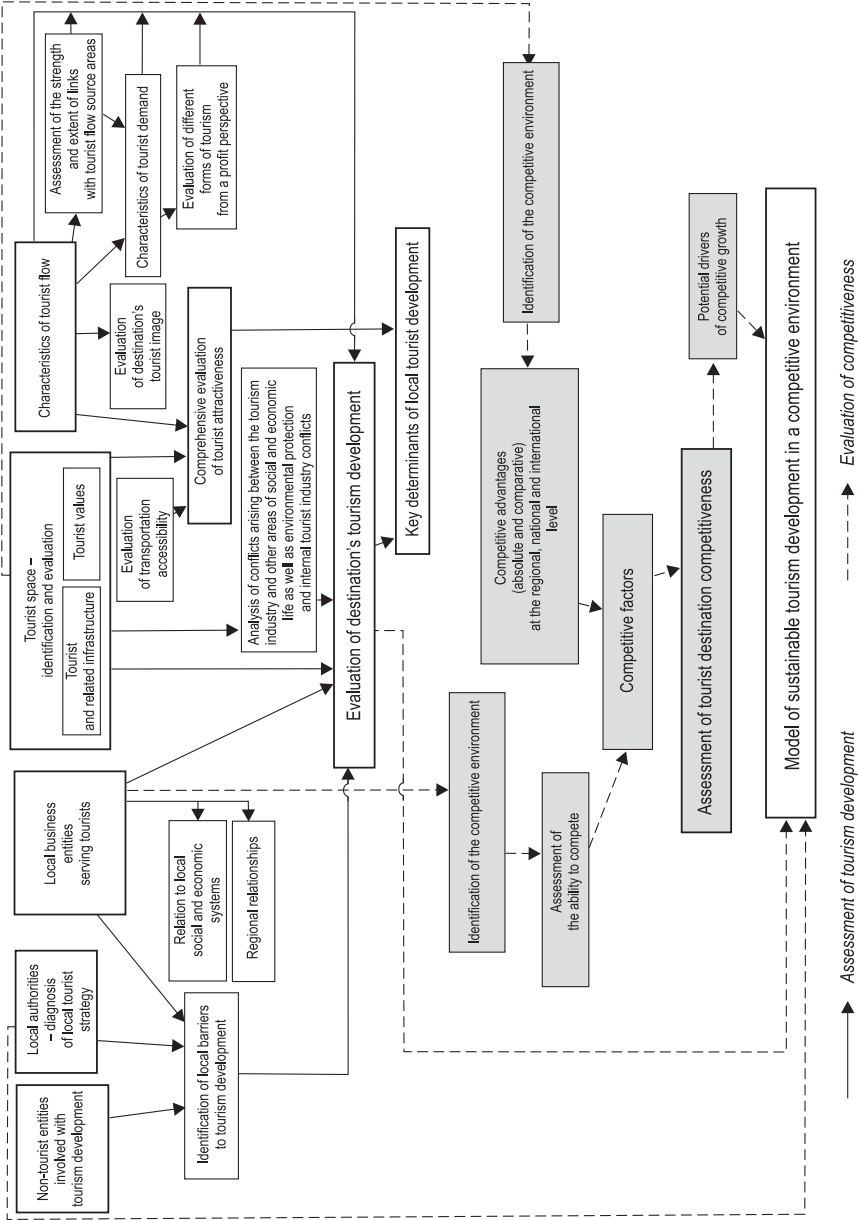 Non-tourist entities
involved with
tourism development
Local authorities
– diagnosis
of local tourist
strategy
Local business
entities
serving tourists
Tourist space –
identification and evaluation
Tourist
and related infrastructure
Tourist values
Characteristics of tourist flow
Assessment of the strength
and extent of links
with tourist flow source areas
Characteristics of tourist demand
Evaluation of different
forms of tourism
from a profit perspective
Evaluation
of destination's
tourist image
Evaluation
of transportation
accessibility
Comprehensive evaluation
of tourist attractiveness
Identification of local barriers
to tourism development
Relation to local
social and economic
systems
Regional relationships
Analysis of conflicts arising between the tourism
industry and other areas of social and economic
life as well as environmental protection
and internal tourist industry conflicts
Evaluation of destination's tourism development
Key determinants of local tourist development
Identification of the competitive environment
Assessment of
the ability to compete
Identification of the competitive environment
Competitive advantages
(absolute and comparative)
at the regional, national and international
level
Competitive factors
Assessment of tourist destination competitiveness
Potential drivers
of competitive growth
Model of sustainable tourism development in a competitive environment
Assessment of tourism development
Evaluation of competitiveness